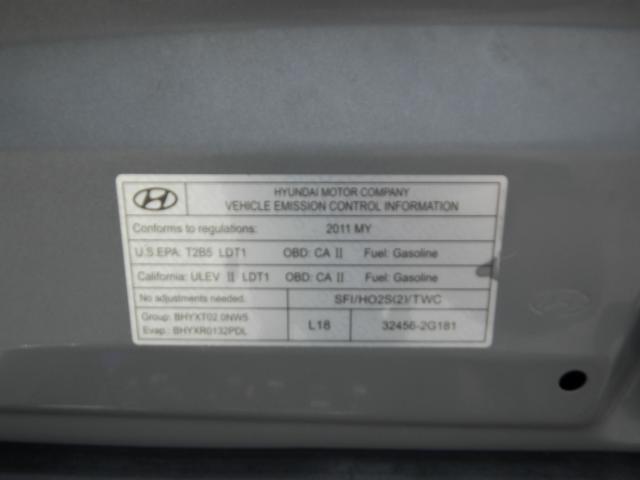 HYUNDAI MOTOR COMPANY
VEHICLE EMISSION CONTROL INFORMATION
Conforms to regulations: 2011 MY
U.S.EPA: T2B5 LDT1 OBD: CA II Fuel: Gasoline
California: ULEV II LDT1 OBD: CA II Fuel: Gasoline
No adjustments needed. SFI/HO2S(2)/TWC
Group: BHYXT02.0NW5
Evap.: BHYXR0132PDL
L18
32456-2G181